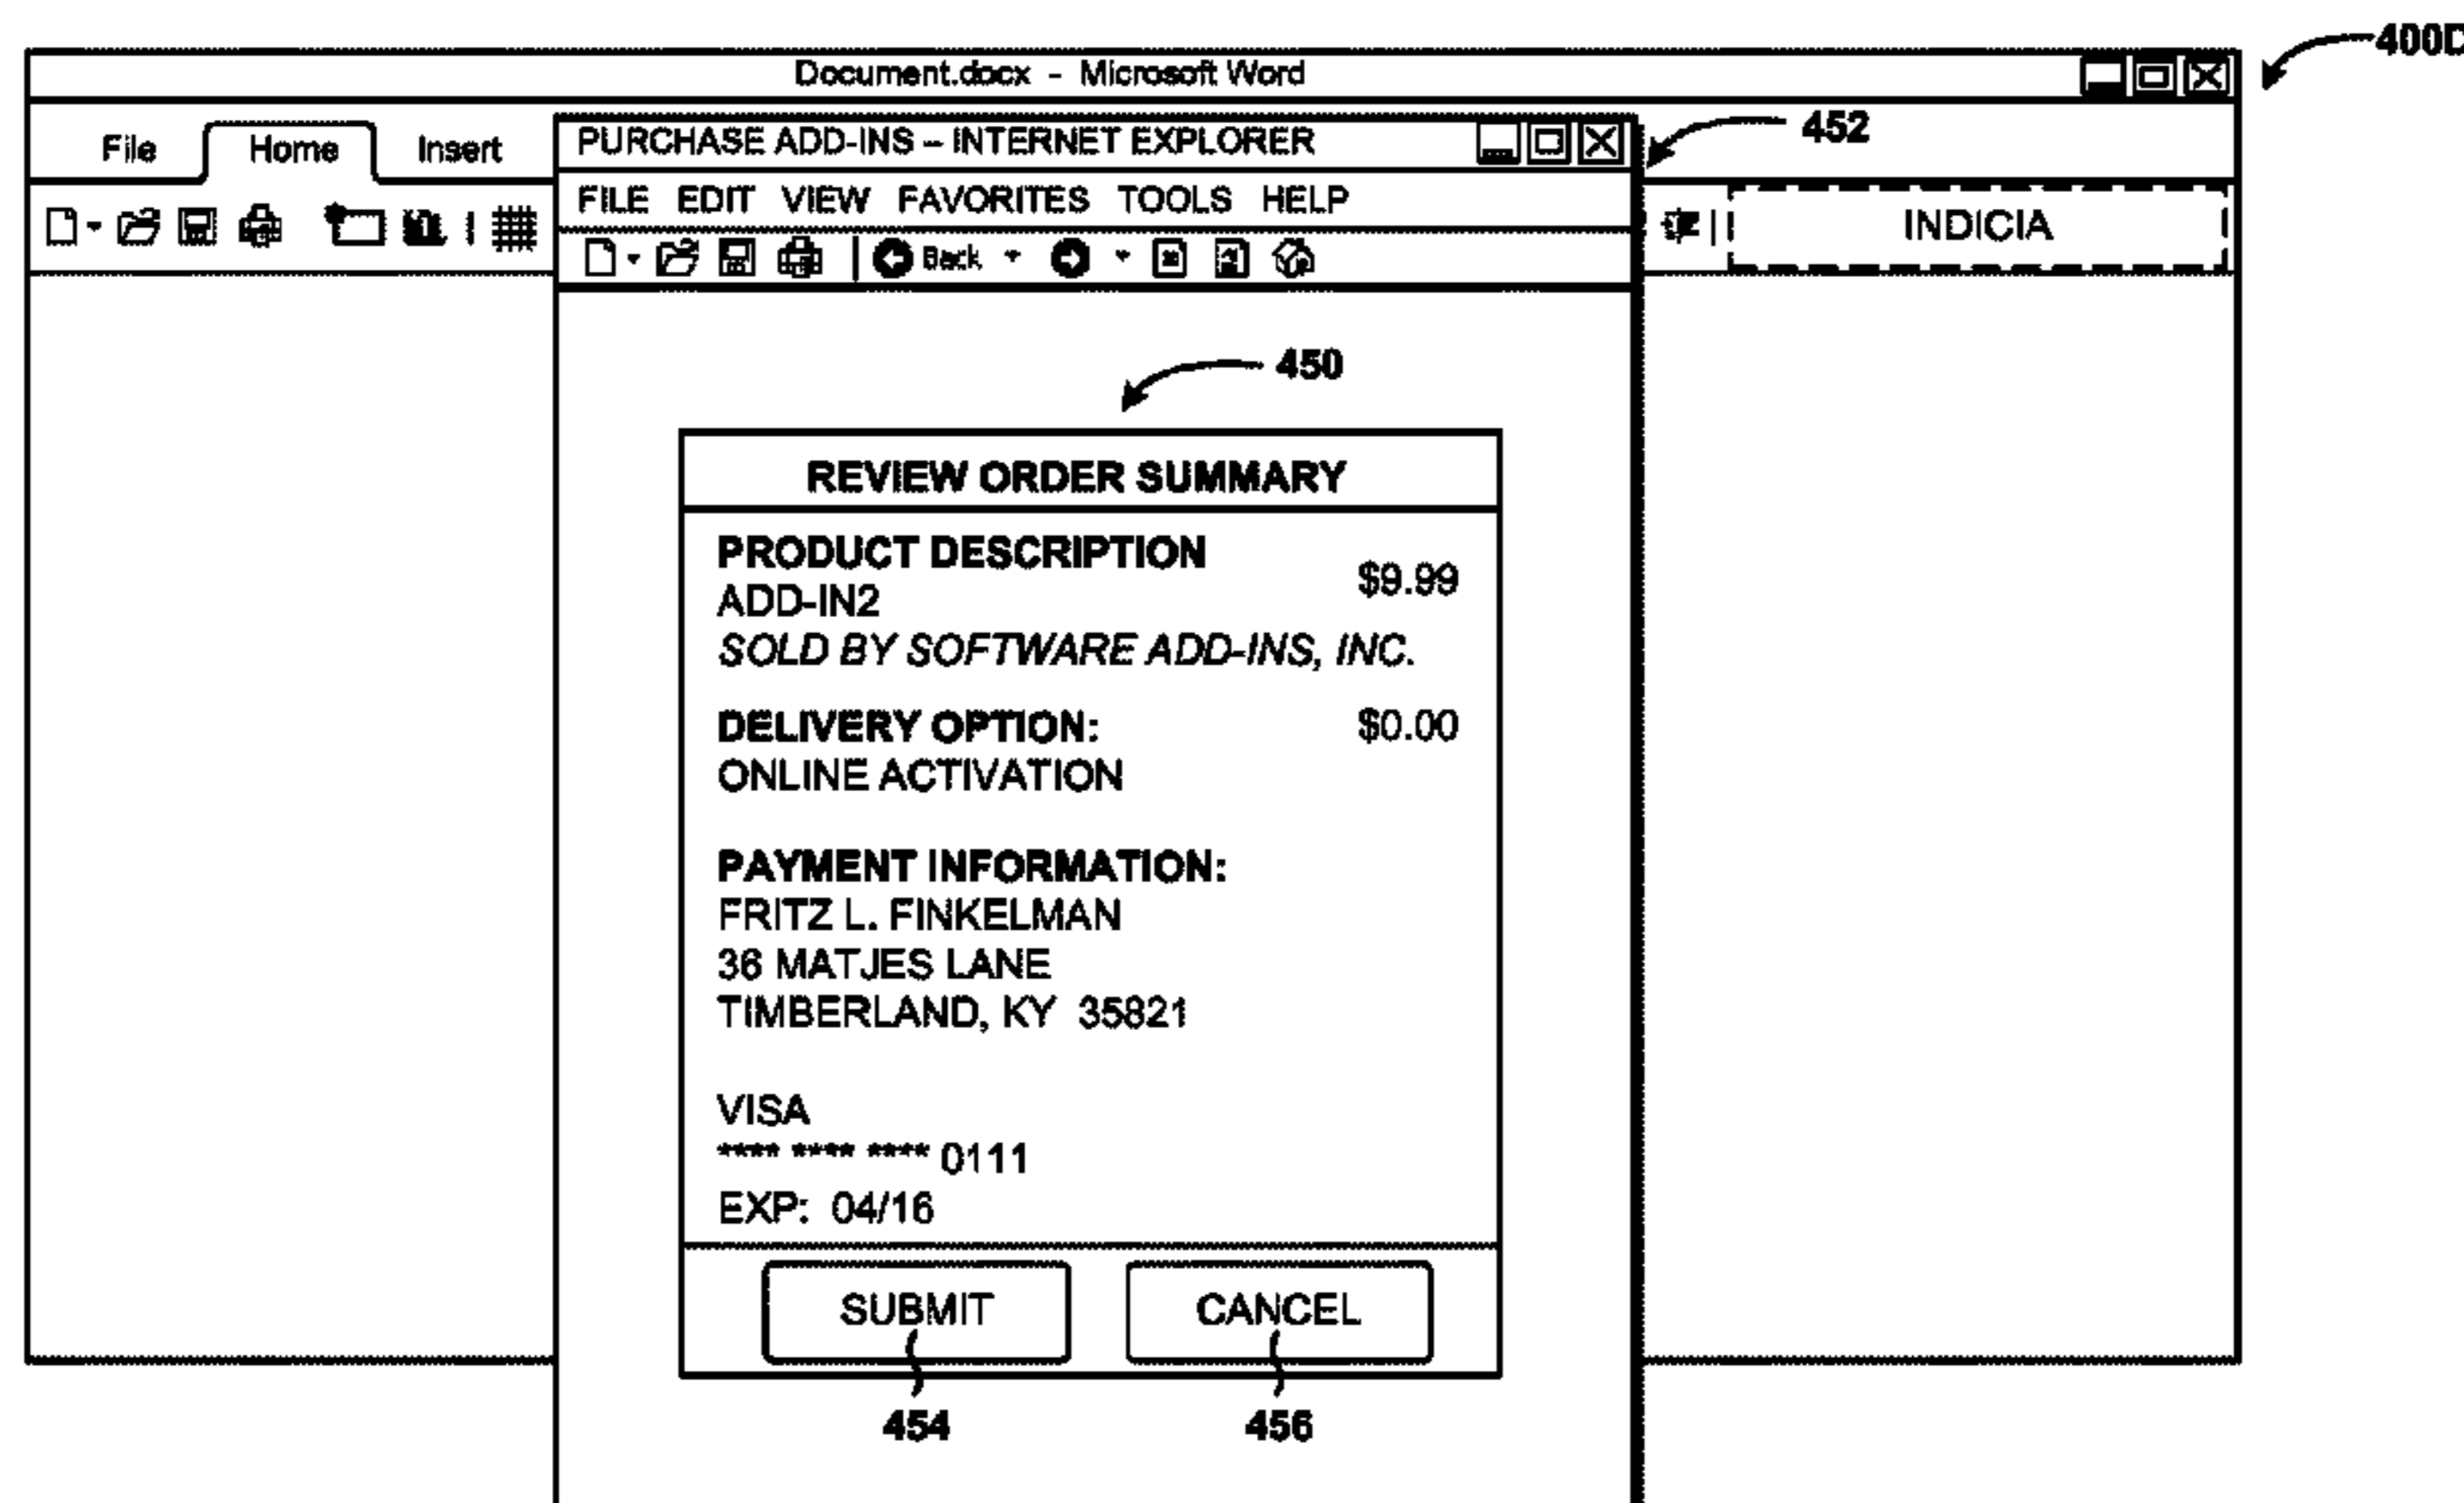 400D
Document.docx - Microsoft Word
File Home Insert
PURCHASE ADD-INS – INTERNET EXPLORER
452
FILE EDIT VIEW FAVORITES TOOLS HELP
INDICIA
Back
450
REVIEW ORDER SUMMARY
PRODUCT DESCRIPTION
$9.99
ADD-IN2
SOLD BY SOFTWARE ADD-INS, INC.
DELIVERY OPTION: $0.00
ONLINE ACTIVATION
PAYMENT INFORMATION:
FRITZ L. FINKELMAN
36 MATJES LANE
TIMBERLAND, KY 35821
VISA
**** **** **** 0111
EXP: 04/16
SUBMIT CANCEL
454 456